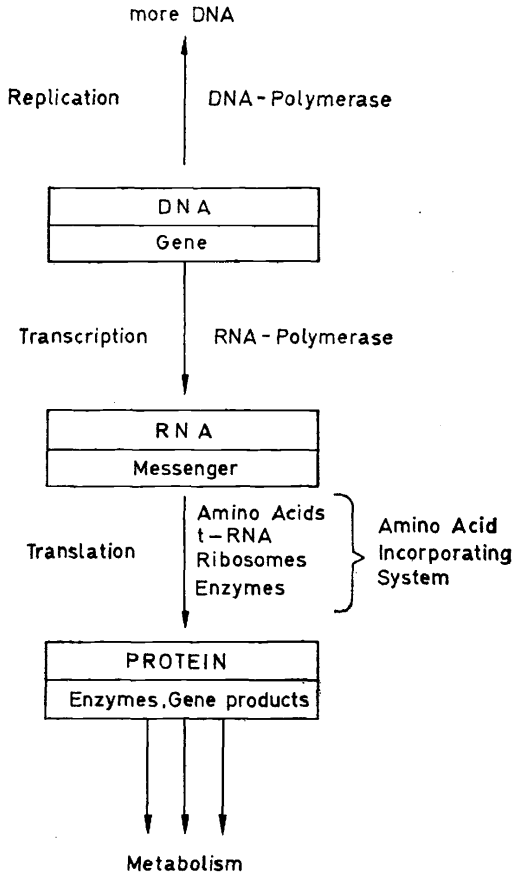 more DNA
Replication
DNA-Polymerase
DNA
Gene
Transcription
RNA-Polymerase
RNA
Messenger
Translation
Amino Acids
t-RNA
Ribosomes
Enzymes
Amino Acid
Incorporating
System
PROTEIN
Enzymes,Gene products
Metabolism